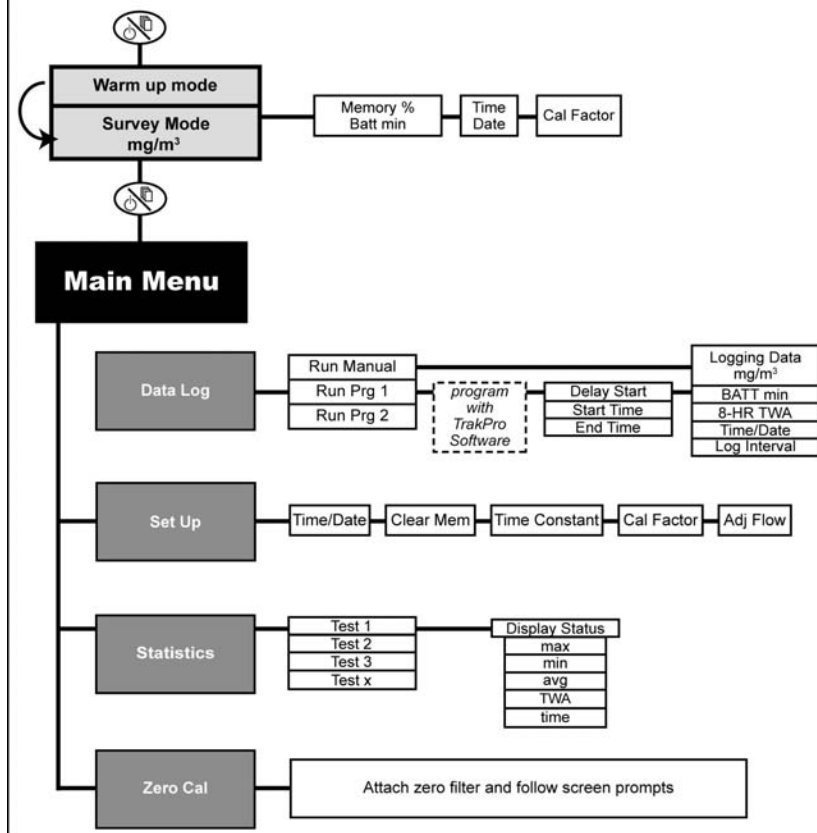 Warm up mode
Survey Mode
mg/m³
Memory %
Batt min
Time
Date
Cal Factor
Main Menu
Data Log
Run Manual
Run Prg 1
Run Prg 2
program
with
TrakPro
Software
Delay Start
Start Time
End Time
Logging Data
mg/m³
BATT min
8-HR TWA
Time/Date
Log Interval
Set Up
Time/Date
Clear Mem
Time Constant
Cal Factor
Adj Flow
Statistics
Test 1
Test 2
Test 3
Test x
Display Status
max
min
avg
TWA
time
Zero Cal
Attach zero filter and follow screen prompts